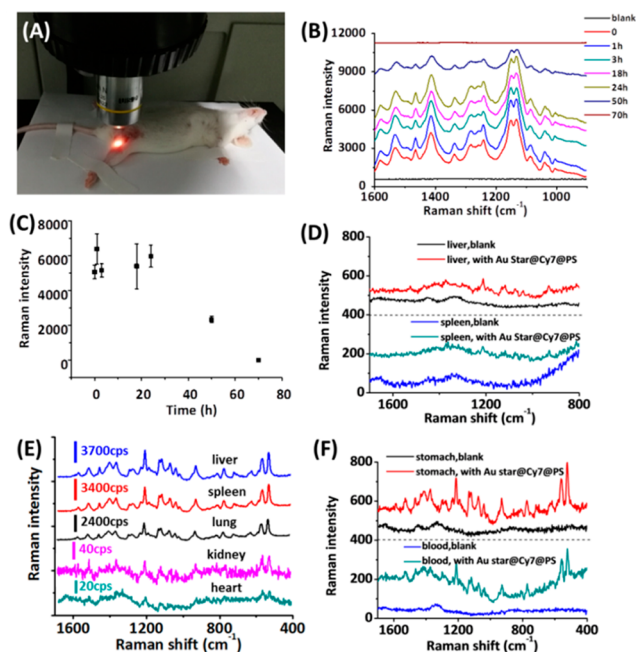 (A)
(B)
Raman intensity
12000
9000
6000
3000
0
1600
1400
1200
1000
Raman shift (cm⁻¹)
blank
0
1h
3h
18h
24h
50h
70h
(C)
Raman intensity
8000
6000
4000
2000
0
0
20
40
60
80
Time (h)
(D)
Raman intensity
800
600
400
200
0
liver,blank
liver, with Au Star@Cy7@PS
spleen,blank
spleen, with Au Star@Cy7@PS
1600
1200
800
Raman shift (cm⁻¹)
(E)
Raman intensity
3700cps
liver
3400cps
spleen
2400cps
lung
40cps
kidney
20cps
heart
1600
1200
800
400
Raman shift (cm⁻¹)
(F)
Raman intensity
800
600
400
200
0
stomach,blank
stomach, with Au star@Cy7@PS
blood,blank
blood, with Au star@Cy7@PS
1600
1200
800
400
Raman shift (cm⁻¹)